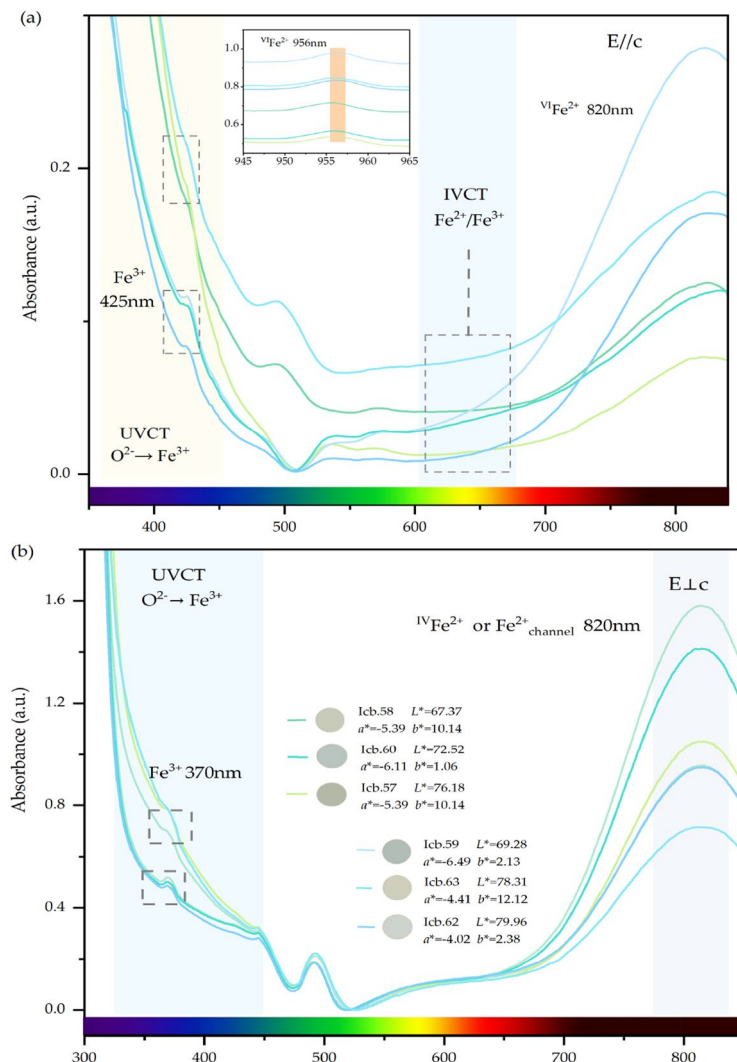 (a)
E//c
VIFe²⁺ 956nm
1.0
0.8
0.6
945 950 955 960 965
VIFe²⁺ 820nm
0.2
IVCT
Fe²⁺/Fe³⁺
Fe³⁺
425nm
Absorbance (a.u.)
UVCT
O²⁻→ Fe³⁺
0.0
400 500 600 700 800
(b)
UVCT
O²⁻→ Fe³⁺
E⊥c
1.6
IVFe²⁺ or Fe²⁺channel 820nm
1.2
Icb.58 L*=67.37
a*=-5.39 b*=10.14
Icb.60 L*=72.52
a*=-6.11 b*=1.06
Icb.57 L*=76.18
a*=-5.39 b*=10.14
Fe³⁺ 370nm
Absorbance (a.u.)
0.8
Icb.59 L*=69.28
a*=-6.49 b*=2.13
Icb.63 L*=78.31
a*=-4.41 b*=12.12
Icb.62 L*=79.96
a*=-4.02 b*=2.38
0.4
0.0
300 400 500 600 700 800